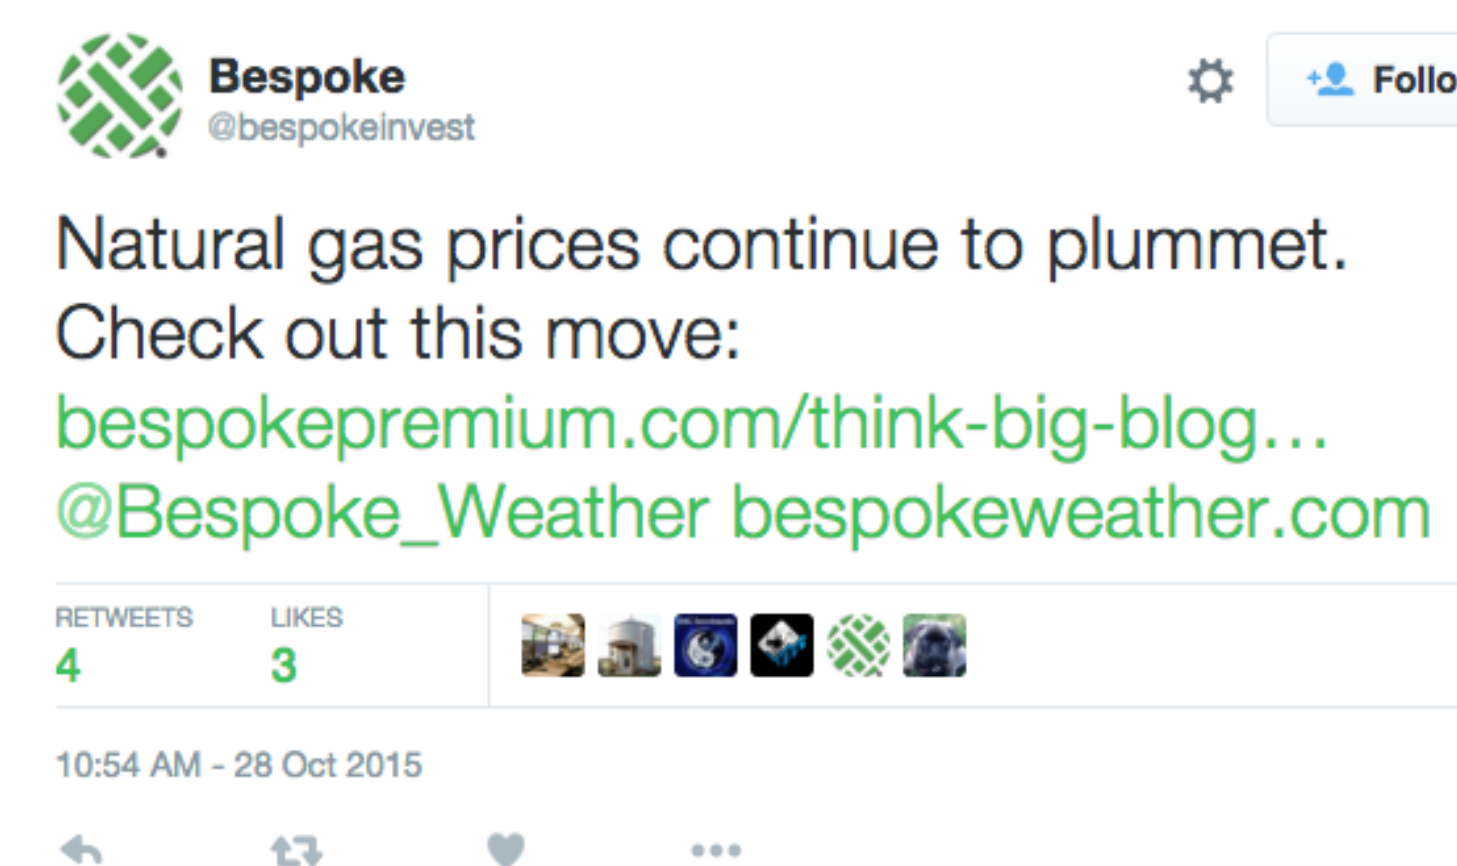 Bespoke
@bespokeinvest
Follo
Natural gas prices continue to plummet.
Check out this move:
bespokepremium.com/think-big-blog…
@Bespoke_Weather bespokeweather.com
RETWEETS LIKES
4 3
10:54 AM - 28 Oct 2015